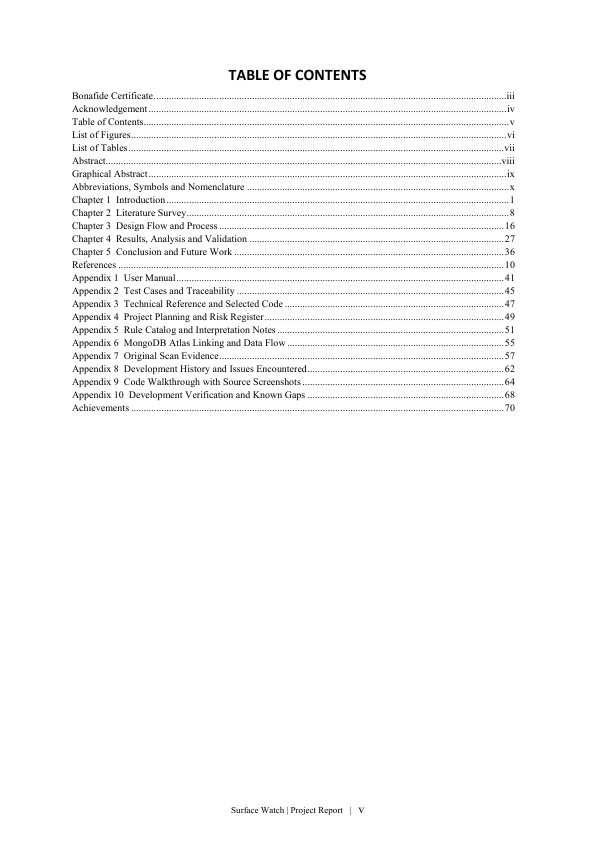 TABLE OF CONTENTS
Bonafide Certificate..........iii
Acknowledgement..........iv
Table of Contents..........v
List of Figures..........vi
List of Tables..........vii
Abstract..........viii
Graphical Abstract..........ix
Abbreviations, Symbols and Nomenclature..........x
Chapter 1 Introduction..........1
Chapter 2 Literature Survey..........8
Chapter 3 Design Flow and Process..........16
Chapter 4 Results, Analysis and Validation..........27
Chapter 5 Conclusion and Future Work..........36
References..........10
Appendix 1 User Manual..........41
Appendix 2 Test Cases and Traceability..........45
Appendix 3 Technical Reference and Selected Code..........47
Appendix 4 Project Planning and Risk Register..........49
Appendix 5 Rule Catalog and Interpretation Notes..........51
Appendix 6 MongoDB Atlas Linking and Data Flow..........55
Appendix 7 Original Scan Evidence..........57
Appendix 8 Development History and Issues Encountered..........62
Appendix 9 Code Walkthrough with Source Screenshots..........64
Appendix 10 Development Verification and Known Gaps..........68
Achievements..........70
Surface Watch | Project Report | V